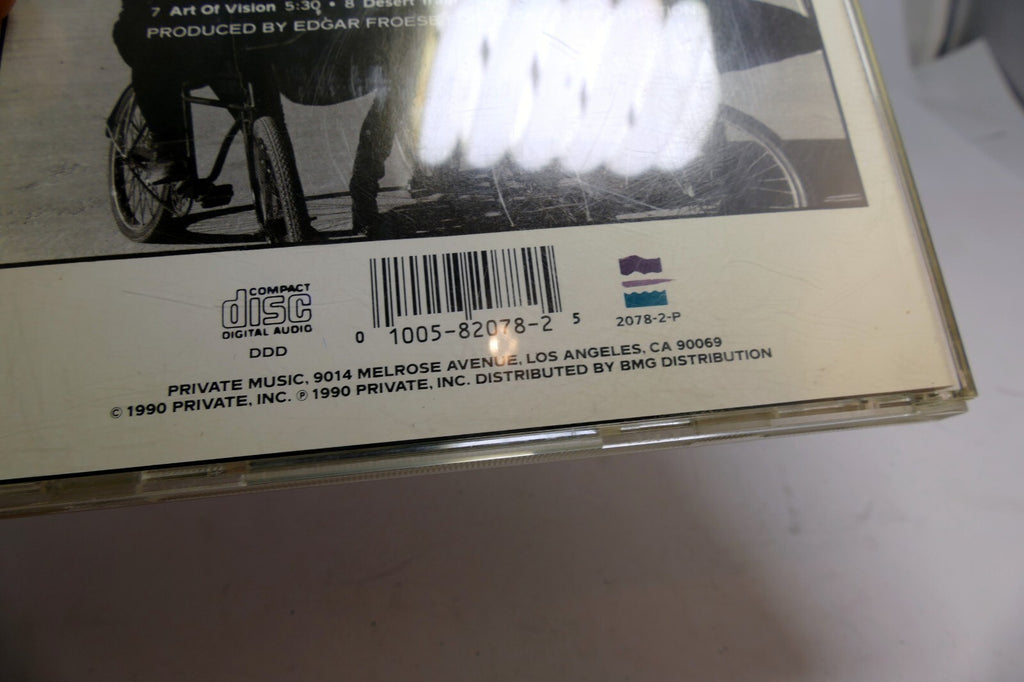 7 Art Of Vision 5:30 • 8 Desert
PRODUCED BY EDGAR FROESE
COMPACT
disc
DIGITAL AUDIO
DDD
0 1005-82078-2 5
2078-2-P
PRIVATE MUSIC, 9014 MELROSE AVENUE, LOS ANGELES, CA 90069
© 1990 PRIVATE, INC. ℗ 1990 PRIVATE, INC. DISTRIBUTED BY BMG DISTRIBUTION